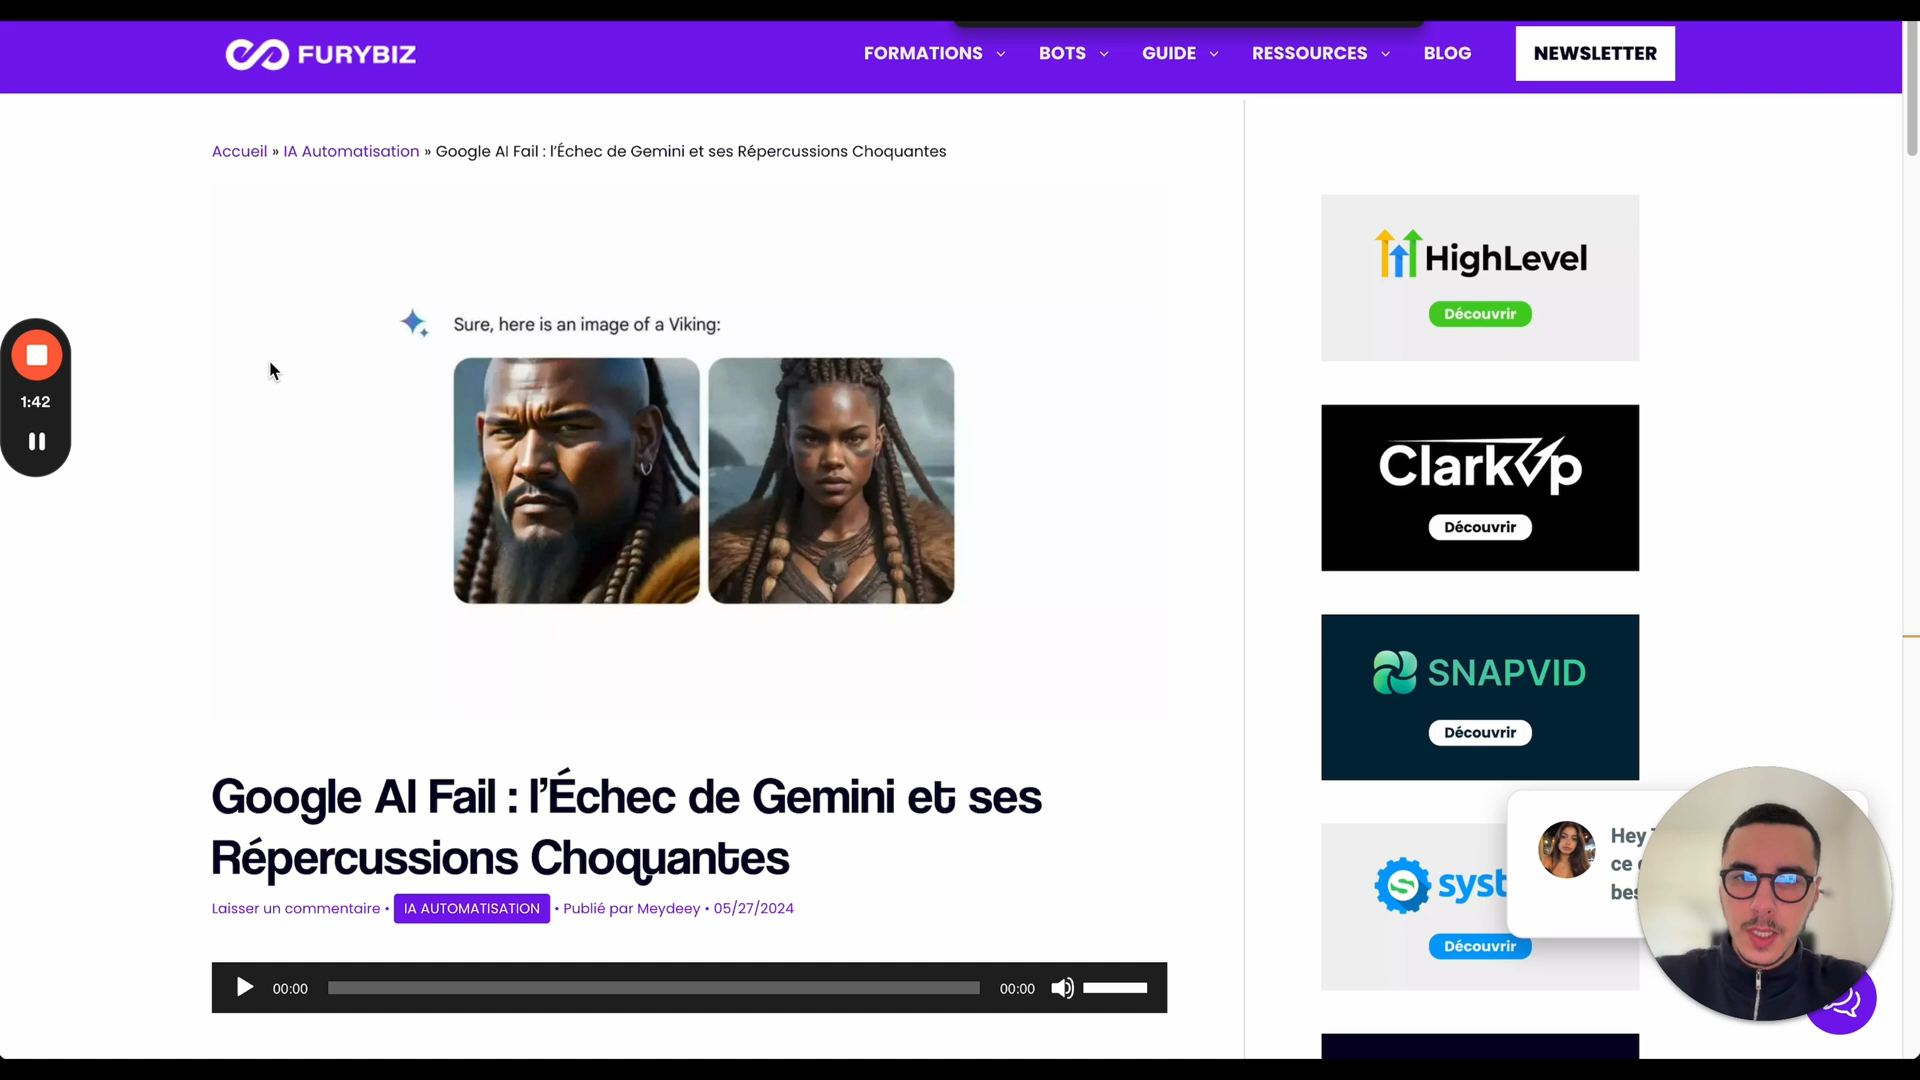 FURYBIZ
FORMATIONS
BOTS
GUIDE
RESSOURCES
BLOG
NEWSLETTER
Accueil » IA Automatisation » Google AI Fail : l'Échec de Gemini et ses Répercussions Choquantes
Sure, here is an image of a Viking:
1:42
Google AI Fail : l'Échec de Gemini et ses
Répercussions Choquantes
Laisser un commentaire • IA AUTOMATISATION • Publié par Meydeey • 05/27/2024
00:00
00:00
HighLevel
Découvrir
ClarkUp
Découvrir
SNAPVID
Découvrir
syst
Découvrir
Hey
ce